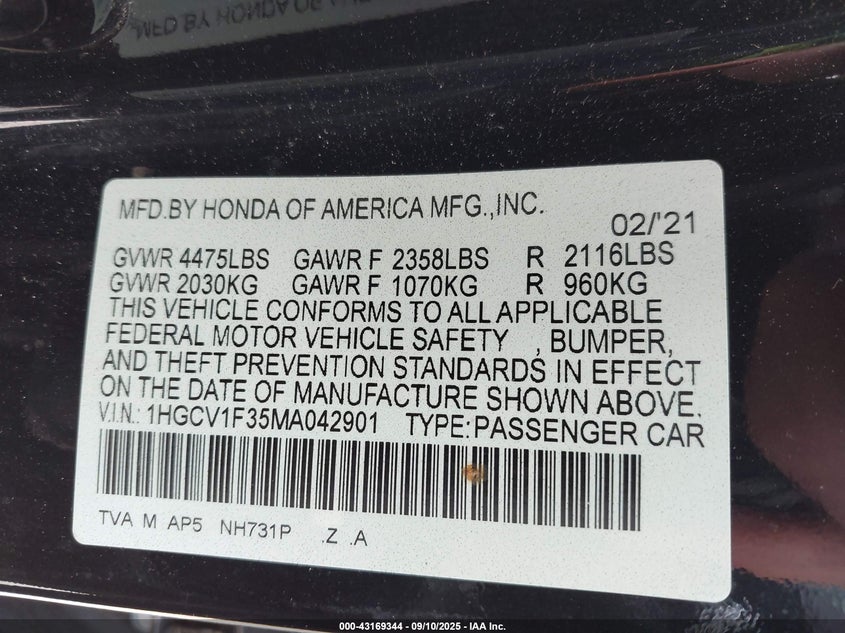 MFD.BY HONDA OF AMERICA MFG.,INC.
02/'21
GVWR 4475LBS GAWR F 2358LBS R 2116LBS
GVWR 2030KG GAWR F 1070KG R 960KG
THIS VEHICLE CONFORMS TO ALL APPLICABLE
FEDERAL MOTOR VEHICLE SAFETY , BUMPER,
AND THEFT PREVENTION STANDARDS IN EFFECT
ON THE DATE OF MANUFACTURE SHOWN ABOVE.
V.I.N.: 1HGCV1F35MA042901 TYPE:PASSENGER CAR
TVA M AP5 NH731P .Z .A
000-43169344 - 09/10/2025 - IAA Inc.